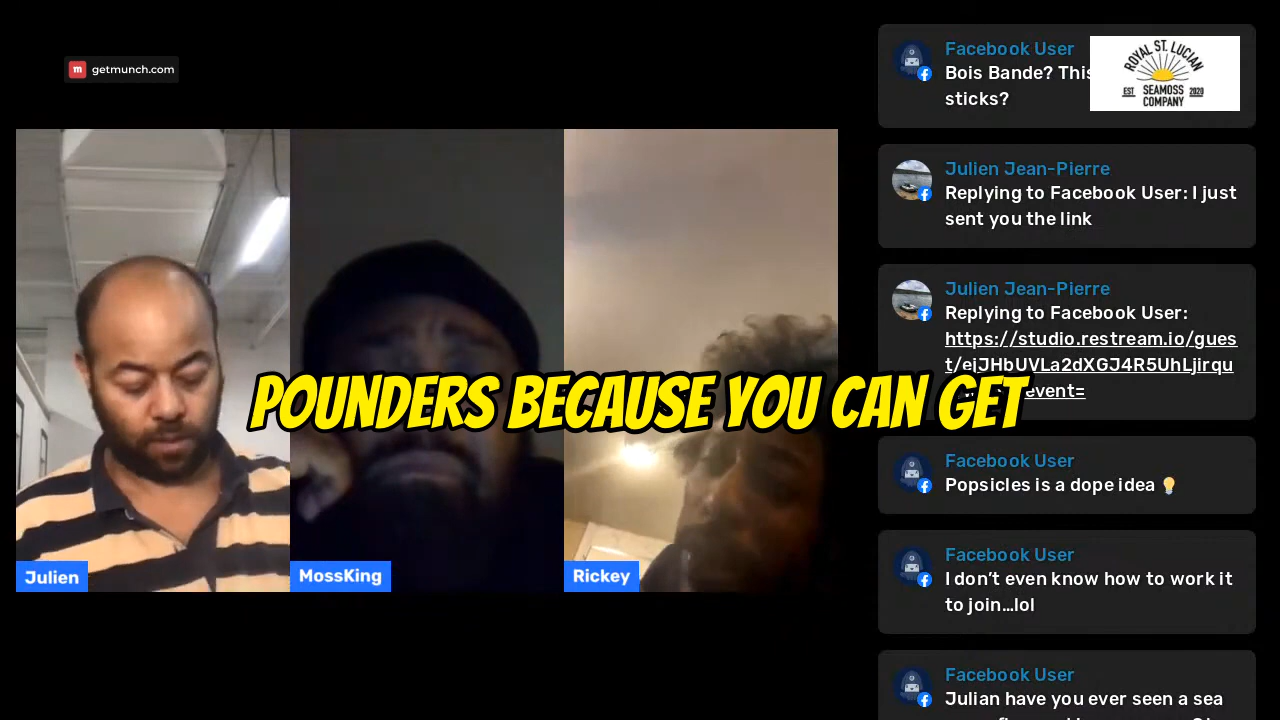 getmunch.com
Julien
MossKing
Rickey
POUNDERS BECAUSE YOU CAN GET
Facebook User
Bois Bande?
sticks?
ROYAL ST. LUCIAN
EST SEAMOSS 2020
COMPANY
Julien Jean-Pierre
Replying to Facebook User: I just
sent you the link
Julien Jean-Pierre
Replying to Facebook User:
https://studio.restream.io/gues
t/ejJHbUVLa2dXGJ4R5UhLjirqu
event=
Facebook User
Popsicles is a dope idea 💡
Facebook User
I don’t even know how to work it
to join…lol
Facebook User
Julian have you ever seen a sea